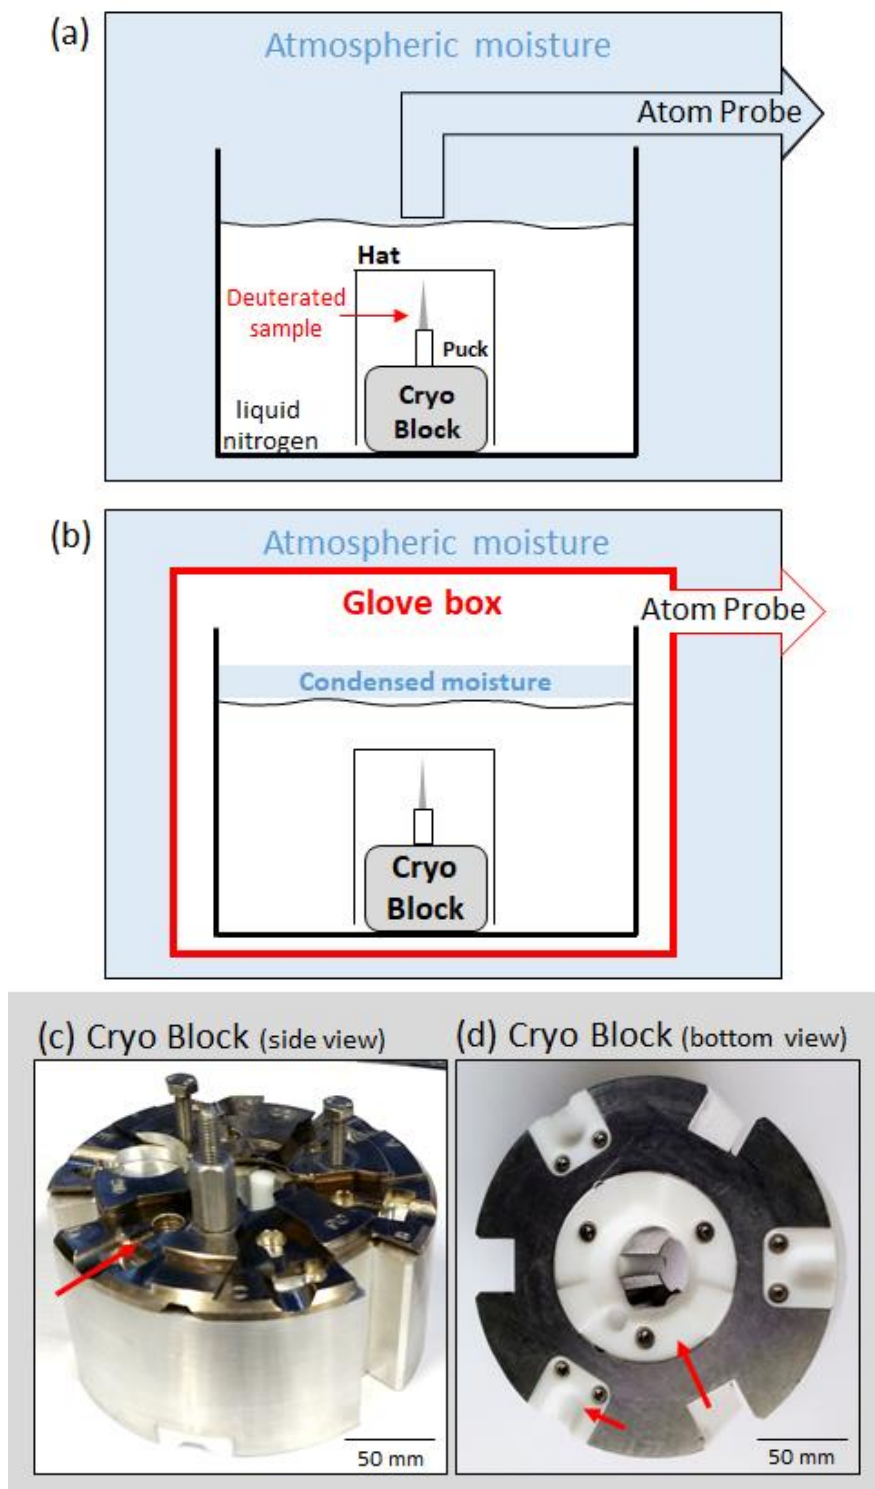 (a)
Atmospheric moisture
Atom Probe
Hat
Deuterated
sample
Puck
Cryo
Block
liquid
nitrogen
(b)
Atmospheric moisture
Glove box
Atom Probe
Condensed moisture
Cryo
Block
(c) Cryo Block (side view)
(d) Cryo Block (bottom view)
50 mm
50 mm